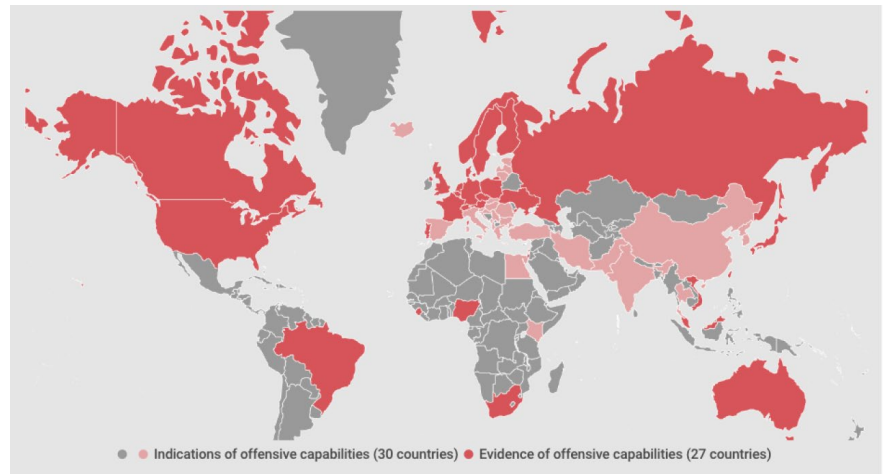 Indications of offensive capabilities (30 countries) Evidence of offensive capabilities (27 countries)